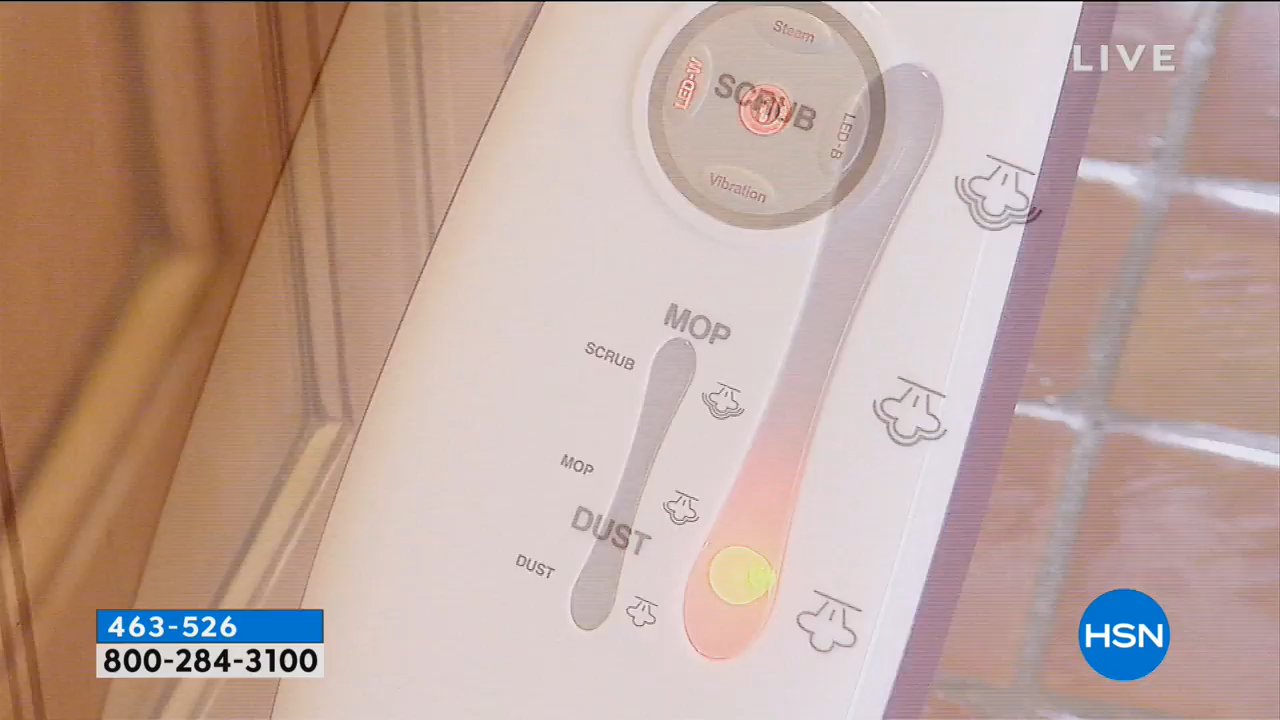 LIVE
Steam
LED-W
SCRUB
LED-B
Vibration
MOP
SCRUB
MOP
DUST
DUST
463-526
800-284-3100
HSN